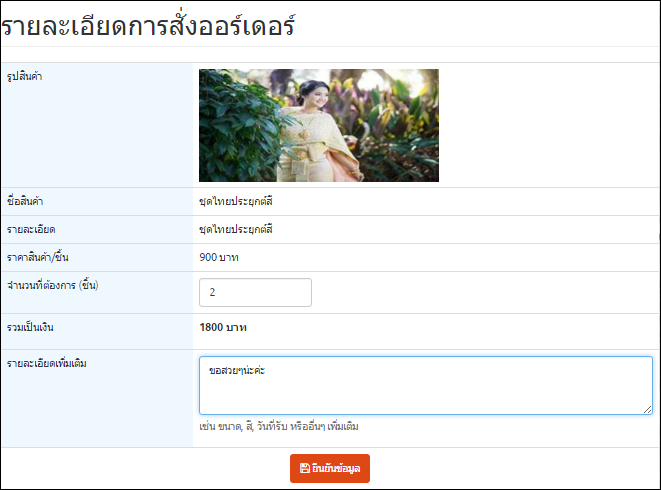 รายละเอียดการสั่งออร์เดอร์
รูปสินค้า
ชื่อสินค้า ชุดไทยประยุกต์สี
รายละเอียด ชุดไทยประยุกต์สี
ราคาสินค้า/ชิ้น 900 บาท
จำนวนที่ต้องการ (ชิ้น) 2
รวมเป็นเงิน 1800 บาท
รายละเอียดเพิ่มเติม ขอสวยๆน่ะค่ะ
เช่น ขนาด, สี, วันที่รับ หรืออื่นๆ เพิ่มเติม
ยืนยันข้อมูล